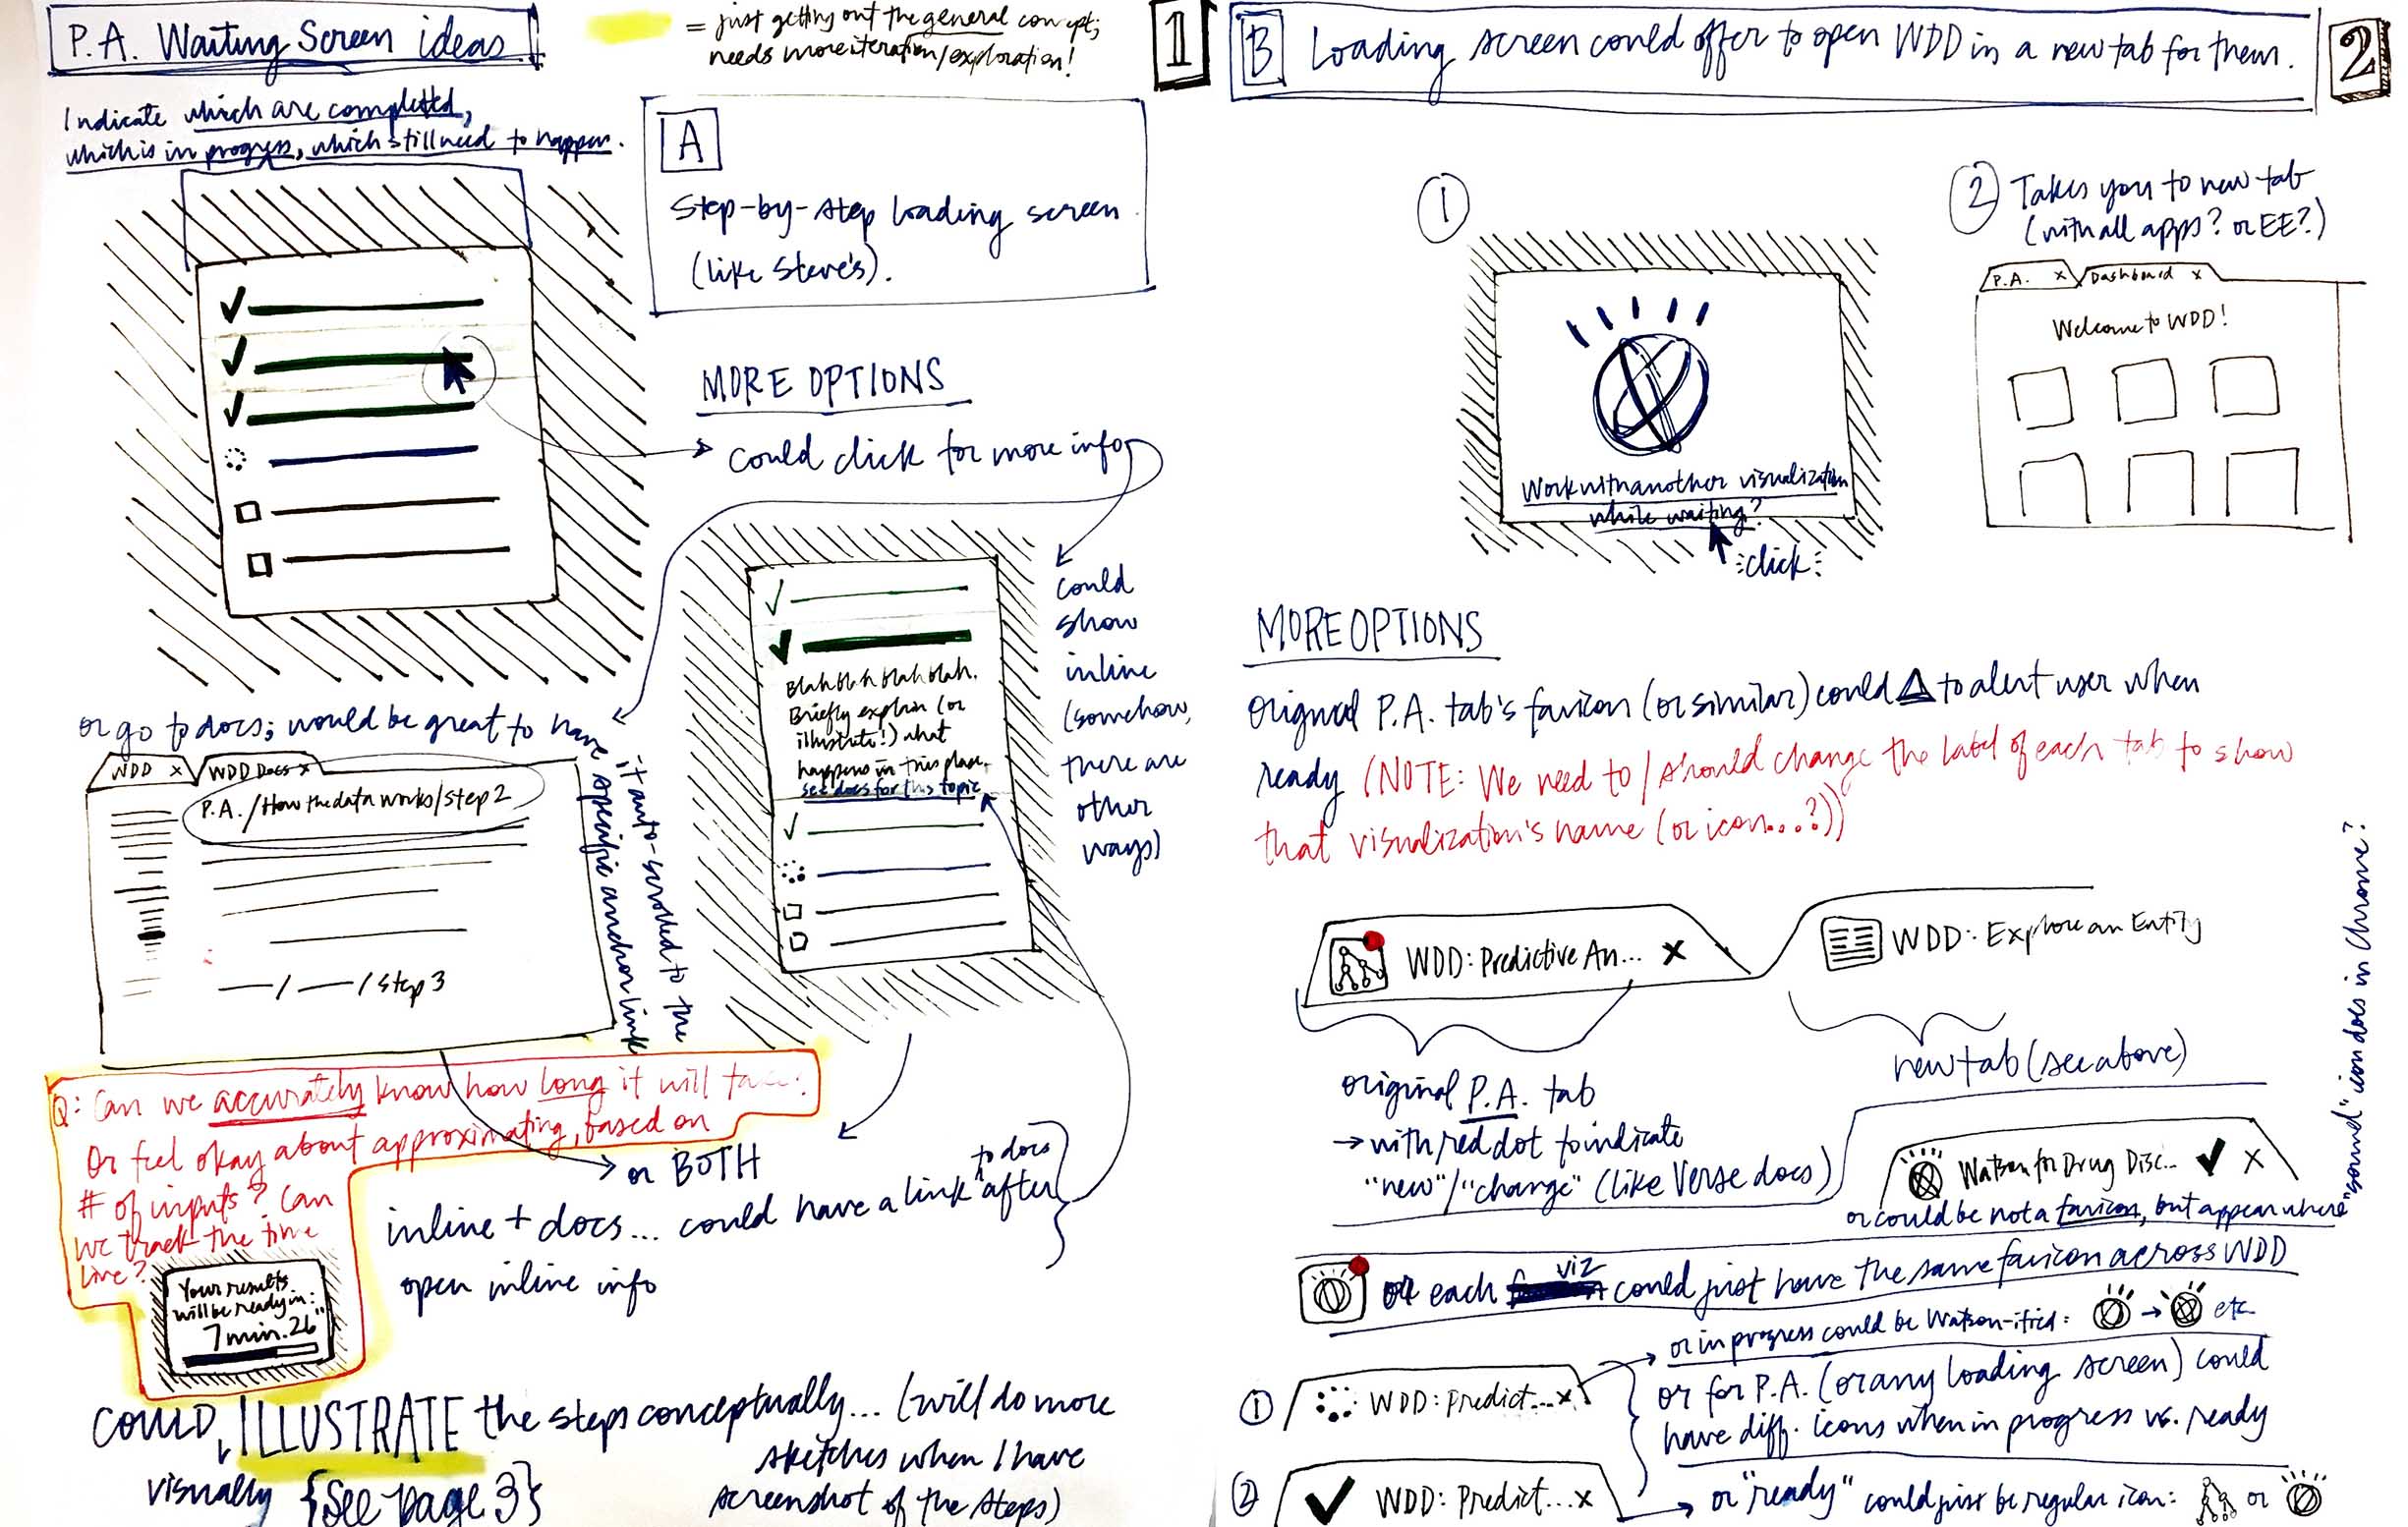 P.A. Waiting Screen ideas
= just getting out the general concept;
needs more iteration/exploration!
1
Indicate which are completed,
which is in progress, which still need to happen.
A
Step-by-step loading screen
(like Steve's).
MORE OPTIONS
could click for more info
could
show
inline
(somehow,
there are
other
ways)
Blah blah blah blah.
Briefly explain (or
illustrate!) what
happens in this place.
see docs for this topic
or go to docs; would be great to have
it auto-scrolled to the
specific anchor link
WDD x
WDD Docs x
P.A. /How the data works/step 2
/ / step 3
Q: Can we accurately know how long it will take?
Or feel okay about approximating, based on
# of inputs? Can
we track the time
live?
Your results
will be ready in:
7 min. 26"
or BOTH
inline + docs... could have a link to docs after
open inline info
COULD ILLUSTRATE the steps conceptually... (will do more
visually {See page 3}
sketches when I have
screenshot of the steps)
B Loading screen could offer to open WDD in a new tab for them.
2
1
Work with another visualization
while waiting?
click
2 Takes you to new tab
(with all apps? or EE?)
P.A. x
Dashboard x
Welcome to WDD!
MORE OPTIONS
original P.A. tab's favicon (or similar) could Δ to alert user when
ready (NOTE: We need to/should change the label of each tab to show
that visualization's name (or icon...?))
WDD: Predictive An... x
WDD: Explore an Entity
original P.A. tab
→ with red dot to indicate
"new"/"change" (like Verse docs)
new tab (see above)
Watson for Drug Disc... ✓ x
or could be not a favicon, but appear where
"sound" icon does in Chrome?
or each viz could just have the same favicon across WDD
or in progress could be Watson-ified: → etc
1 WDD: Predict...x
or for P.A. (or any loading screen) could
have diff. icons when in progress vs. ready
2 ✓ WDD: Predict...x
or "ready" could just be regular icon: or